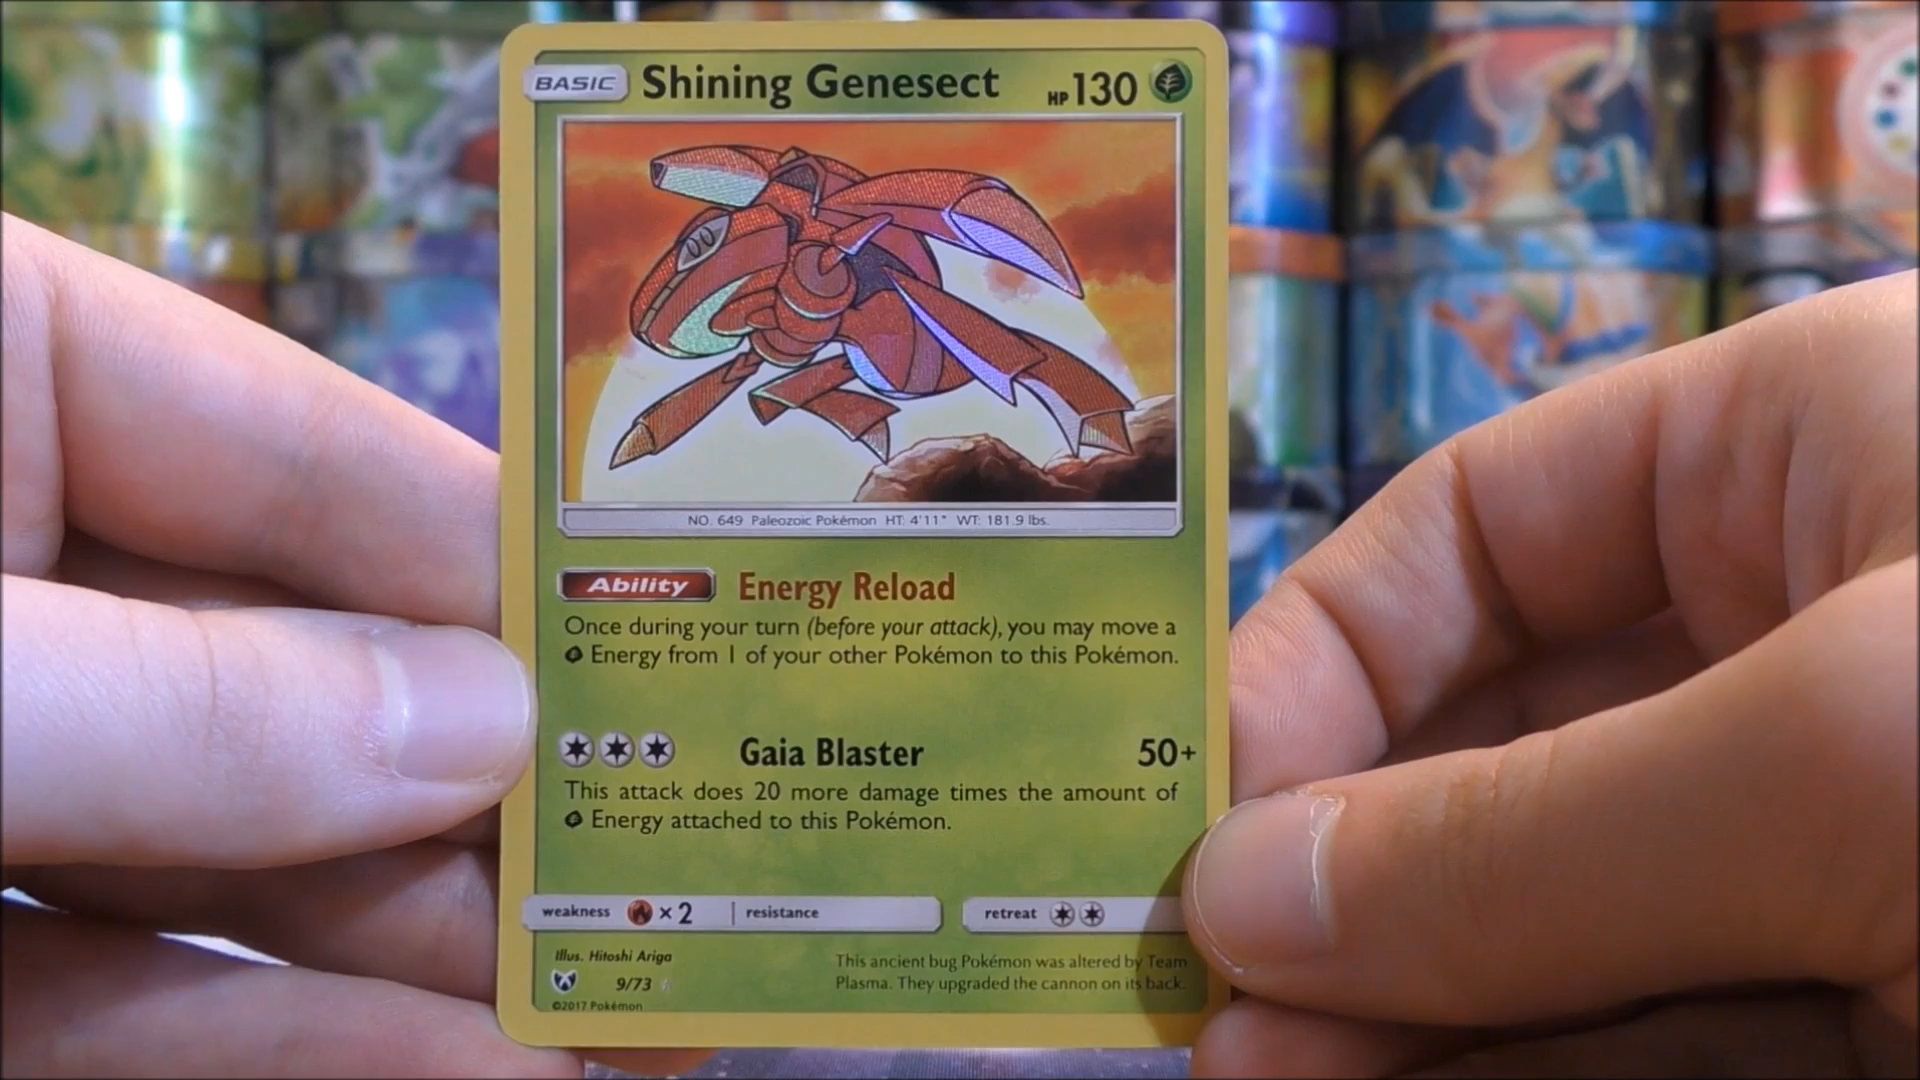 BASIC Shining Genesect HP 130
NO. 649 Paleozoic Pokémon HT: 4'11" WT: 181.9 lbs.
Ability Energy Reload
Once during your turn (before your attack), you may move a
Energy from 1 of your other Pokémon to this Pokémon.
Gaia Blaster 50+
This attack does 20 more damage times the amount of
Energy attached to this Pokémon.
weakness ×2 resistance retreat
Illus. Hitoshi Ariga
9/73
©2017 Pokémon
This ancient bug Pokémon was altered by Team
Plasma. They upgraded the cannon on its back.